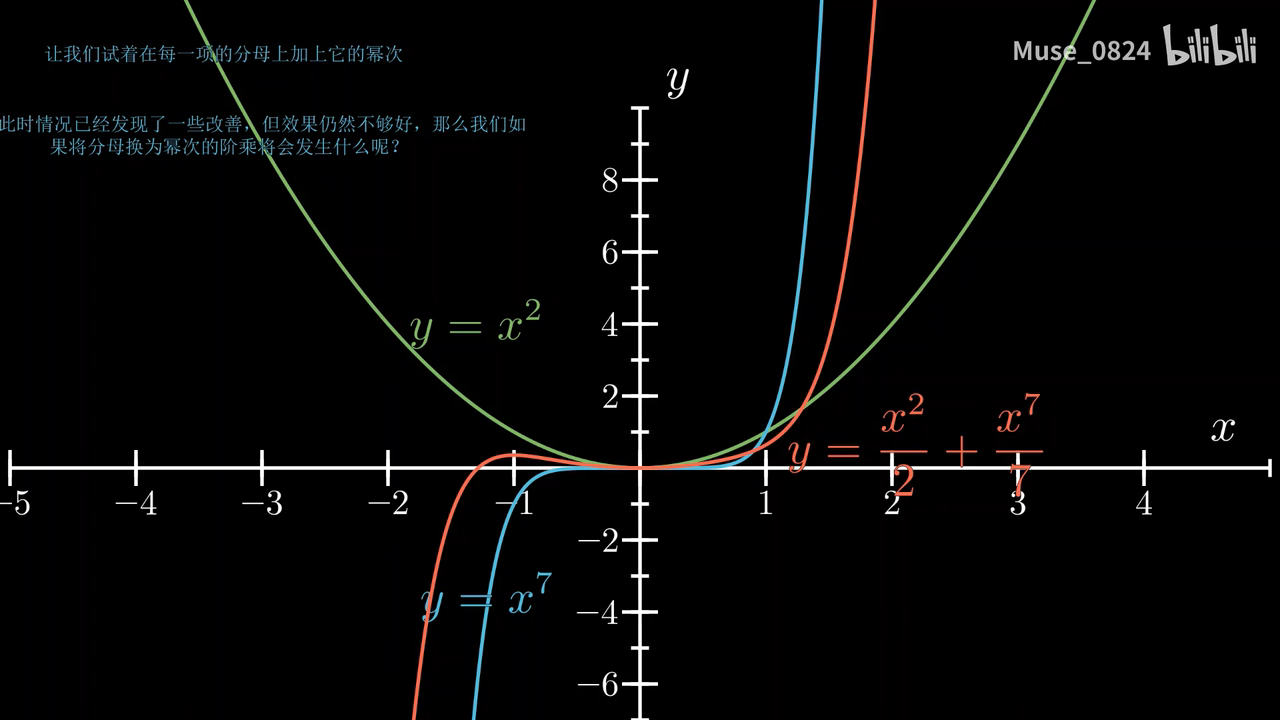 让我们试着在每一项的分母上加上它的幂次
Muse_0824 bilibili
y
此时情况已经发现了一些改善，但效果仍然不够好，那么我们如
果将分母换为幂次的阶乘将会发生什么呢？
8
6
y = x^2
4
2
y = x^2/2 + x^7/7
x
−5 −4 −3 −2 −1 1 2 3 4
−2
y = x^7
−4
−6